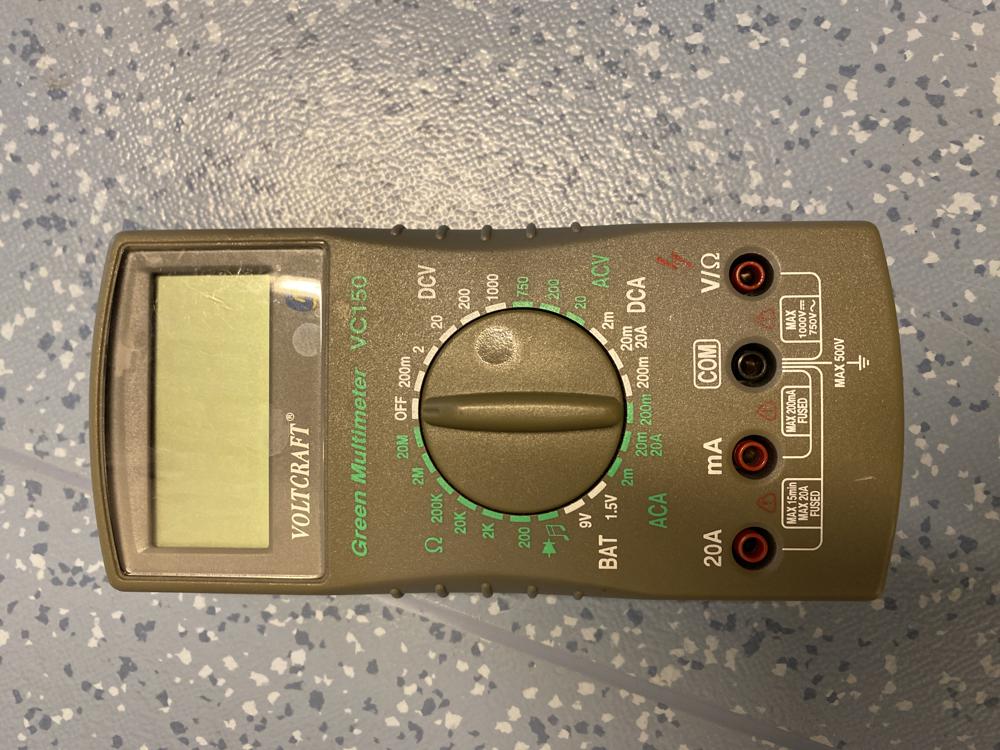 VOLTCRAFT®
Green Multimeter VC150
OFF
DCV
200m
2
20
200
1000
ACV
750
200
20
DCA
2m
20m
20A
200m
ACA
200m
20m
20A
2m
BAT
1.5V
9V
Ω
200
2K
20K
200K
2M
20M
20A
mA
COM
V/Ω
MAX 15min
MAX 20A
FUSED
MAX 200mA
FUSED
MAX
1000V⎓
750V~
MAX 500V